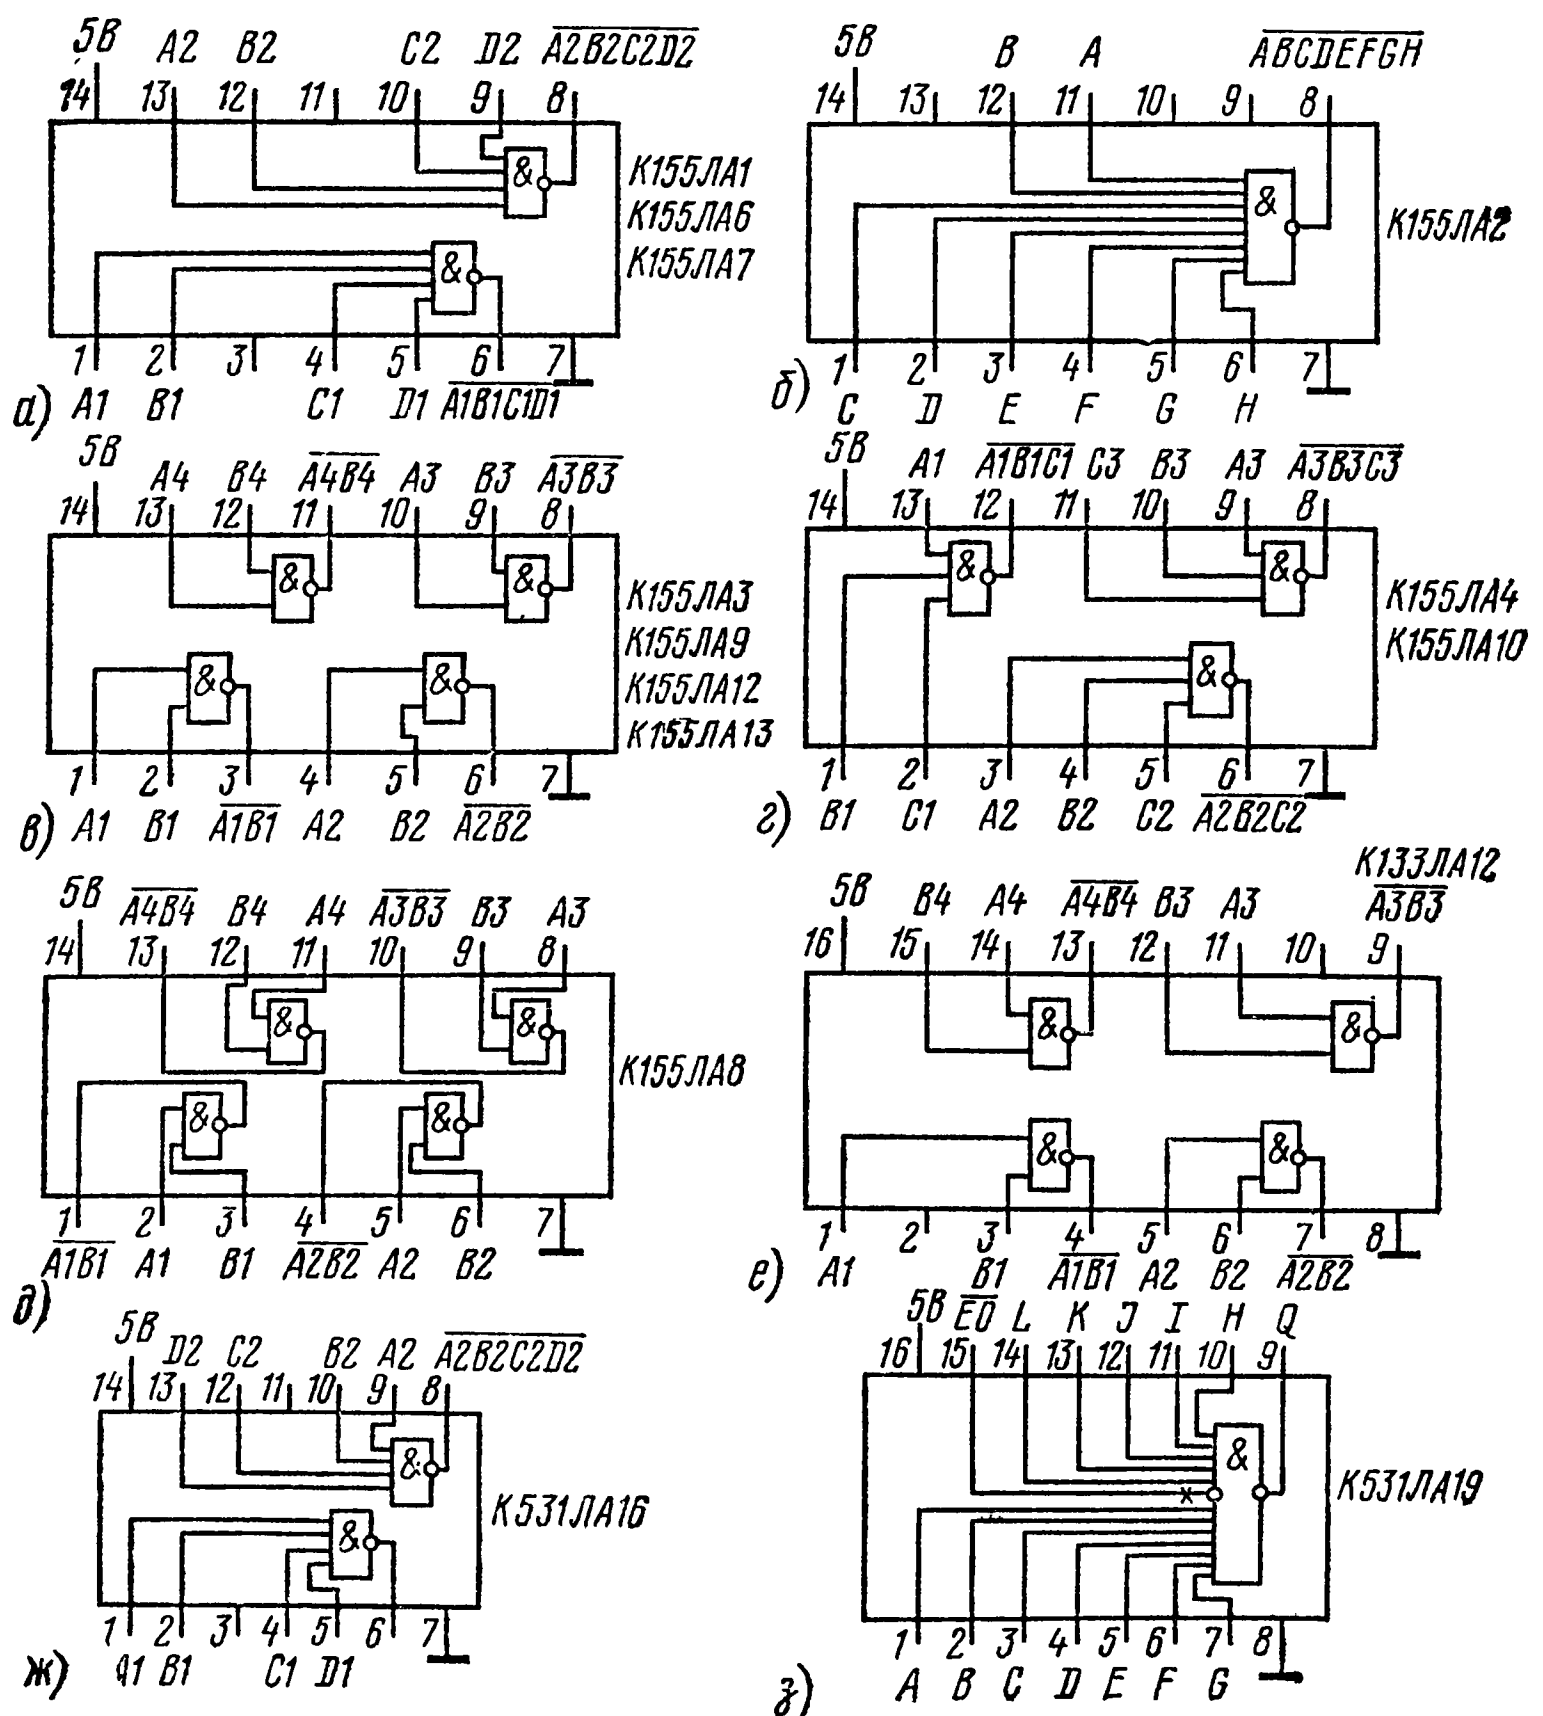 5В A2 B2 C2 D2 A2B2C2D2
14 13 12 11 10 9 8
&
&
К155ЛА1
К155ЛА6
К155ЛА7
1 2 3 4 5 6 7
а) A1 B1 C1 D1 A1B1C1D1
5В B A ABCDEFGH
14 13 12 11 10 9 8
&
К155ЛА2
1 2 3 4 5 6 7
б) C D E F G H
5В A4 B4 A4B4 A3 B3 A3B3
14 13 12 11 10 9 8
& &
& &
К155ЛА3
К155ЛА9
К155ЛА12
К155ЛА13
1 2 3 4 5 6 7
в) A1 B1 A1B1 A2 B2 A2B2
5В A1 A1B1C1 C3 B3 A3 A3B3C3
14 13 12 11 10 9 8
& &
&
К155ЛА4
К155ЛА10
1 2 3 4 5 6 7
г) B1 C1 A2 B2 C2 A2B2C2
5В A4B4 B4 A4 A3B3 B3 A3
14 13 12 11 10 9 8
& &
& &
К155ЛА8
1 2 3 4 5 6 7
A1B1 A1 B1 A2B2 A2 B2
д)
К133ЛА12
5В B4 A4 A4B4 B3 A3 A3B3
16 15 14 13 12 11 10 9
& &
& &
1 2 3 4 5 6 7 8
е) A1 B1 A1B1 A2 B2 A2B2
5В D2 C2 B2 A2 A2B2C2D2
14 13 12 11 10 9 8
&
&
К531ЛА16
1 2 3 4 5 6 7
ж) A1 B1 C1 D1
5В E0 L K J I H Q
16 15 14 13 12 11 10 9
&
x
К531ЛА19
1 2 3 4 5 6 7 8
з) A B C D E F G